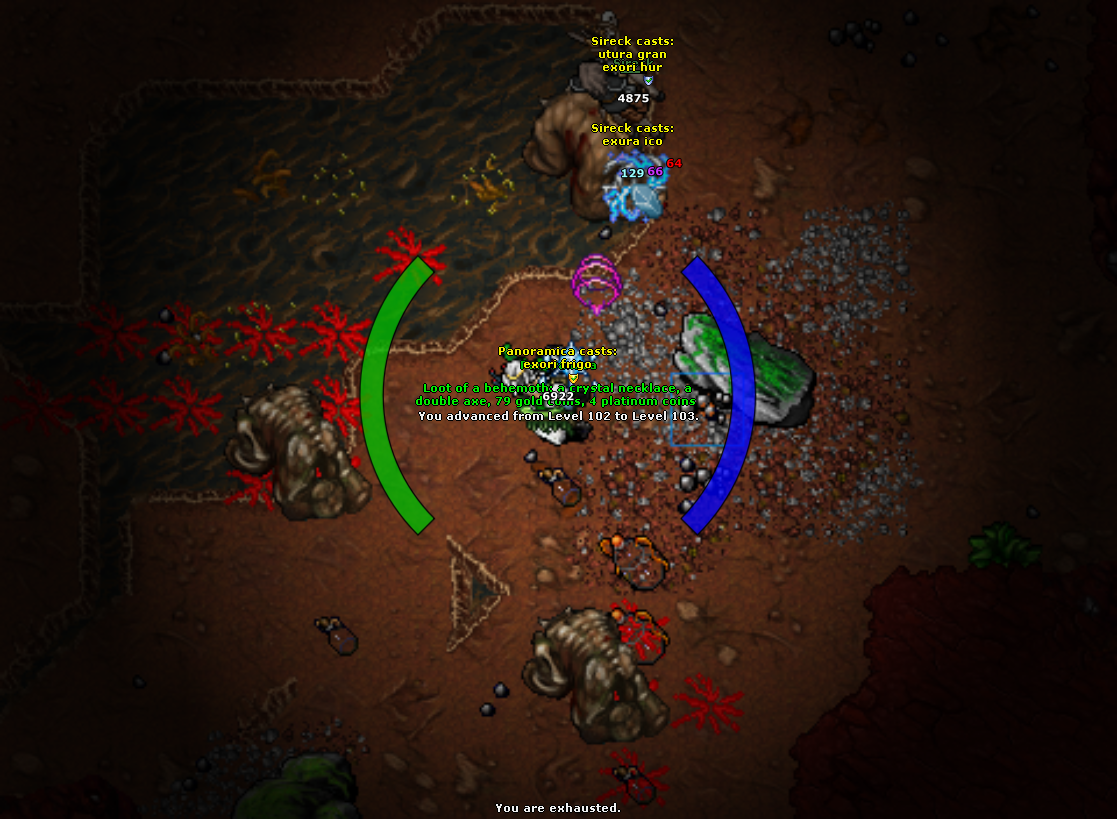 Sireck casts:
utura gran
exori hur
4875
Sireck casts:
exura ico
64
129 66
Panoramica casts:
exori frigo
Loot of a behemoth: a crystal necklace, a
double axe, 79 gold coins, 4 platinum coins
6922
You advanced from Level 102 to Level 103.
You are exhausted.